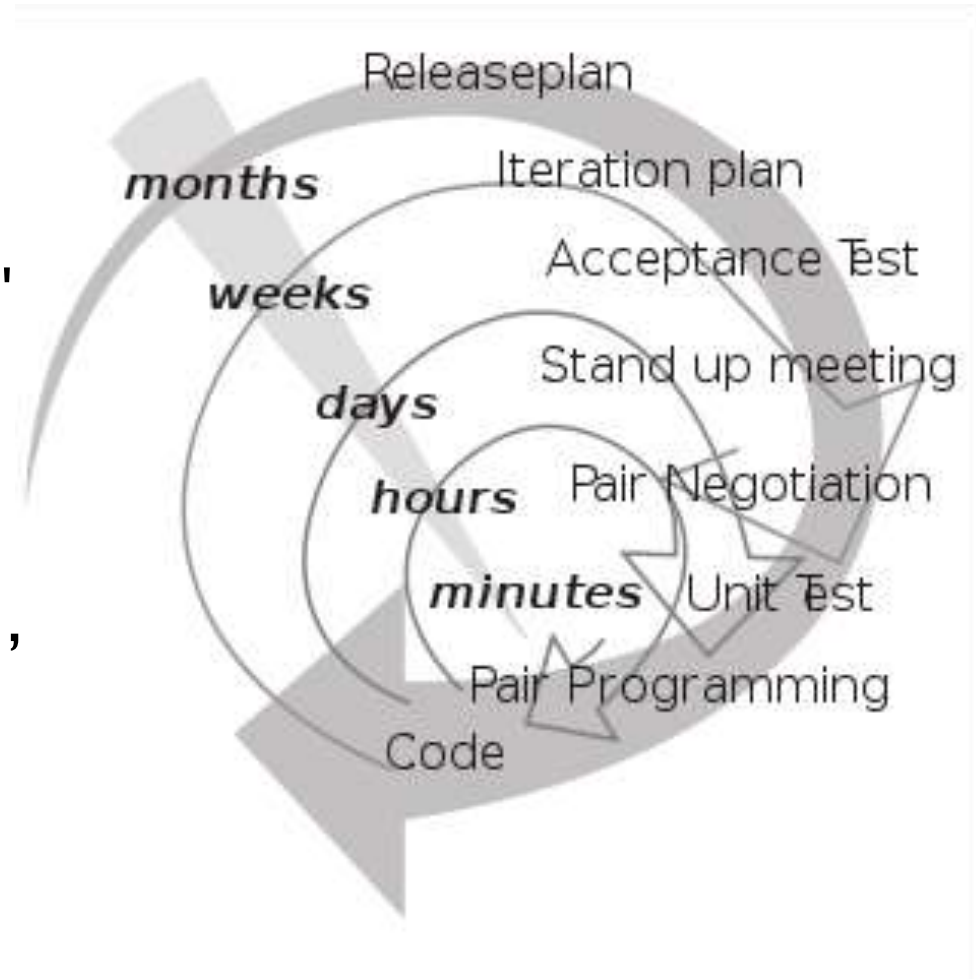 Releaseplan
Iteration plan
months
Acceptance Test
'
weeks
Stand up meeting
days
Pair Negotiation
hours
Unit Test
minutes
,
Pair Programming
Code